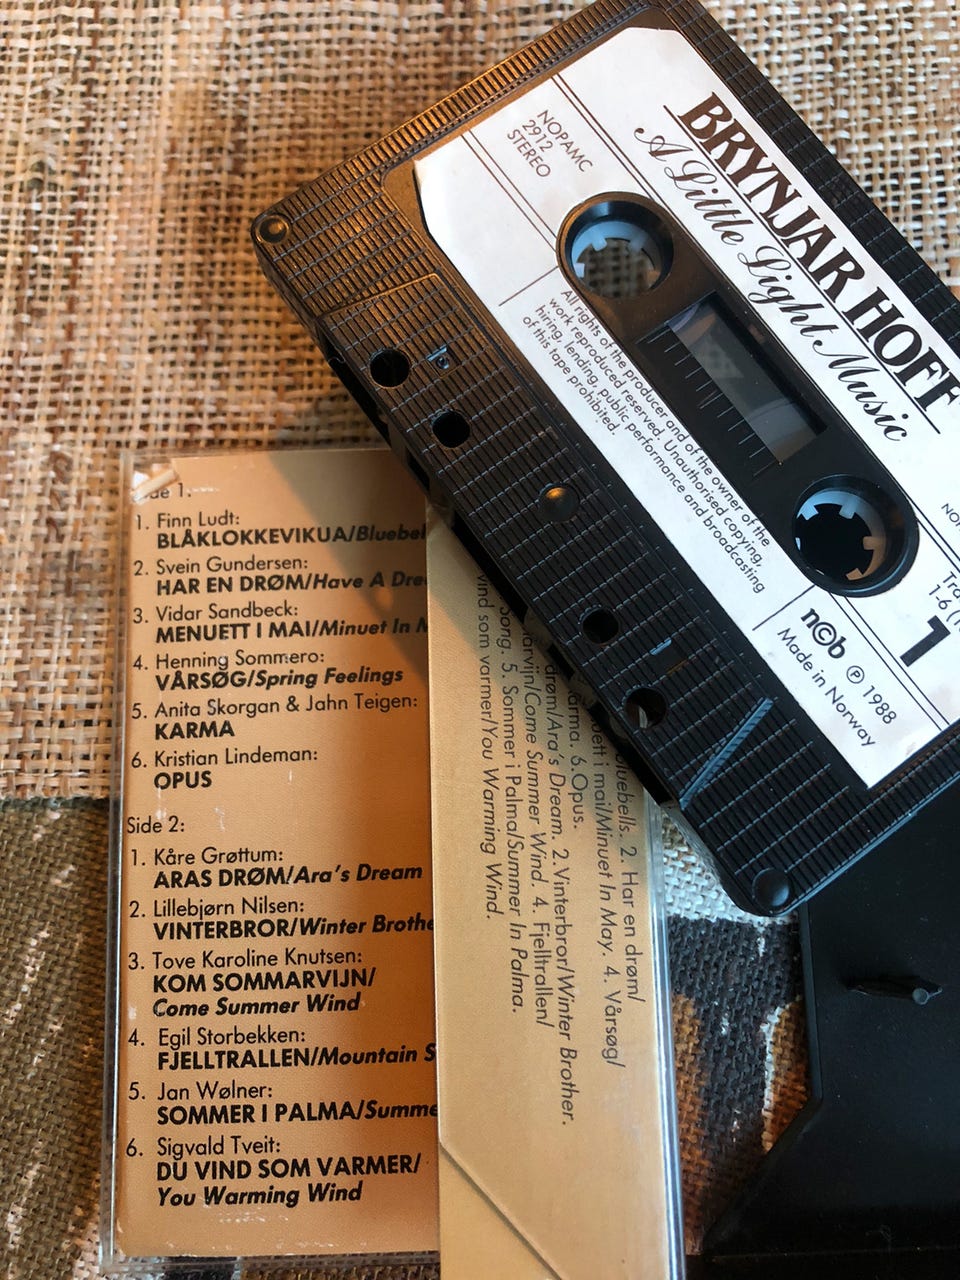 NOPAMC
2912
STEREO
BRYNJAR HOFF
A Little Light Music
All rights of the producer and of the owner of the
work reproduced reserved. Unauthorised copying,
hiring, lending, public performance and broadcasting
of this tape prohibited.
1-6
1
n©b ℗ 1988
Made in Norway
Side 1:
1. Finn Ludt:
BLÅKLOKKEVIKUA/
2. Svein Gundersen:
HAR EN DRØM/Have A
3. Vidar Sandbeck:
MENUETT I MAI/Minuet In
4. Henning Sommero:
VÅRSØG/Spring Feelings
5. Anita Skorgan & Jahn Teigen:
KARMA
6. Kristian Lindeman:
OPUS
Side 2:
1. Kåre Grøttum:
ARAS DRØM/Ara's Dream
2. Lillebjørn Nilsen:
VINTERBROR/Winter
3. Tove Karoline Knutsen:
KOM SOMMARVIJN/
Come Summer Wind
4. Egil Storbekken:
FJELLTRALLEN/Mountain
5. Jan Wølner:
SOMMER I PALMA/
6. Sigvald Tveit:
DU VIND SOM VARMER/
You Warming Wind
2. Har en drøm/
i mai/Minuet In May. 4. Vårsøg/
6. Opus.
drøm/Ara's Dream. 2. Vinterbror/Winter Brother.
Come Summer Wind. 4. Fjelltrallen/
Song. 5. Sommer i Palma/Summer In Palma.
vind som varmer/You Warming Wind.